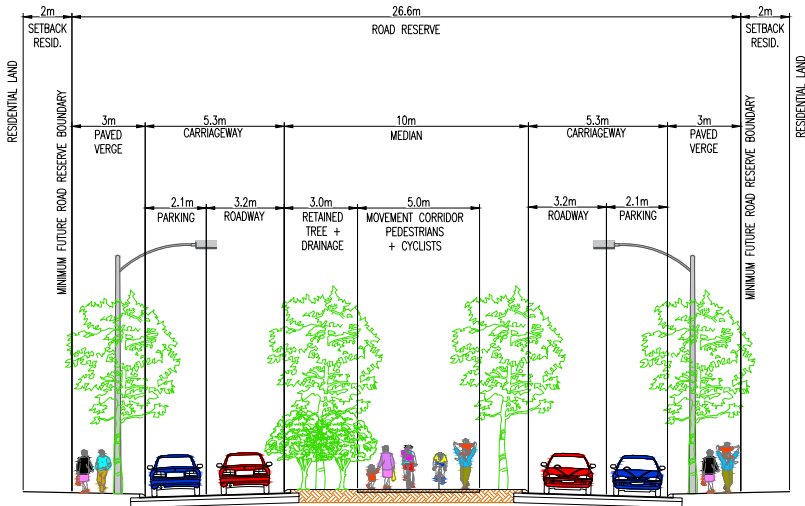 2m
26.6m
2m
SETBACK
RESID.
ROAD RESERVE
SETBACK
RESID.
RESIDENTIAL LAND
MINIMUM FUTURE ROAD RESERVE BOUNDARY
MINIMUM FUTURE ROAD RESERVE BOUNDARY
RESIDENTIAL LAND
3m
PAVED
VERGE
5.3m
CARRIAGEWAY
10m
MEDIAN
5.3m
CARRIAGEWAY
3m
PAVED
VERGE
2.1m
PARKING
3.2m
ROADWAY
3.0m
RETAINED
TREE +
DRAINAGE
5.0m
MOVEMENT CORRIDOR
PEDESTRIANS
+ CYCLISTS
3.2m
ROADWAY
2.1m
PARKING